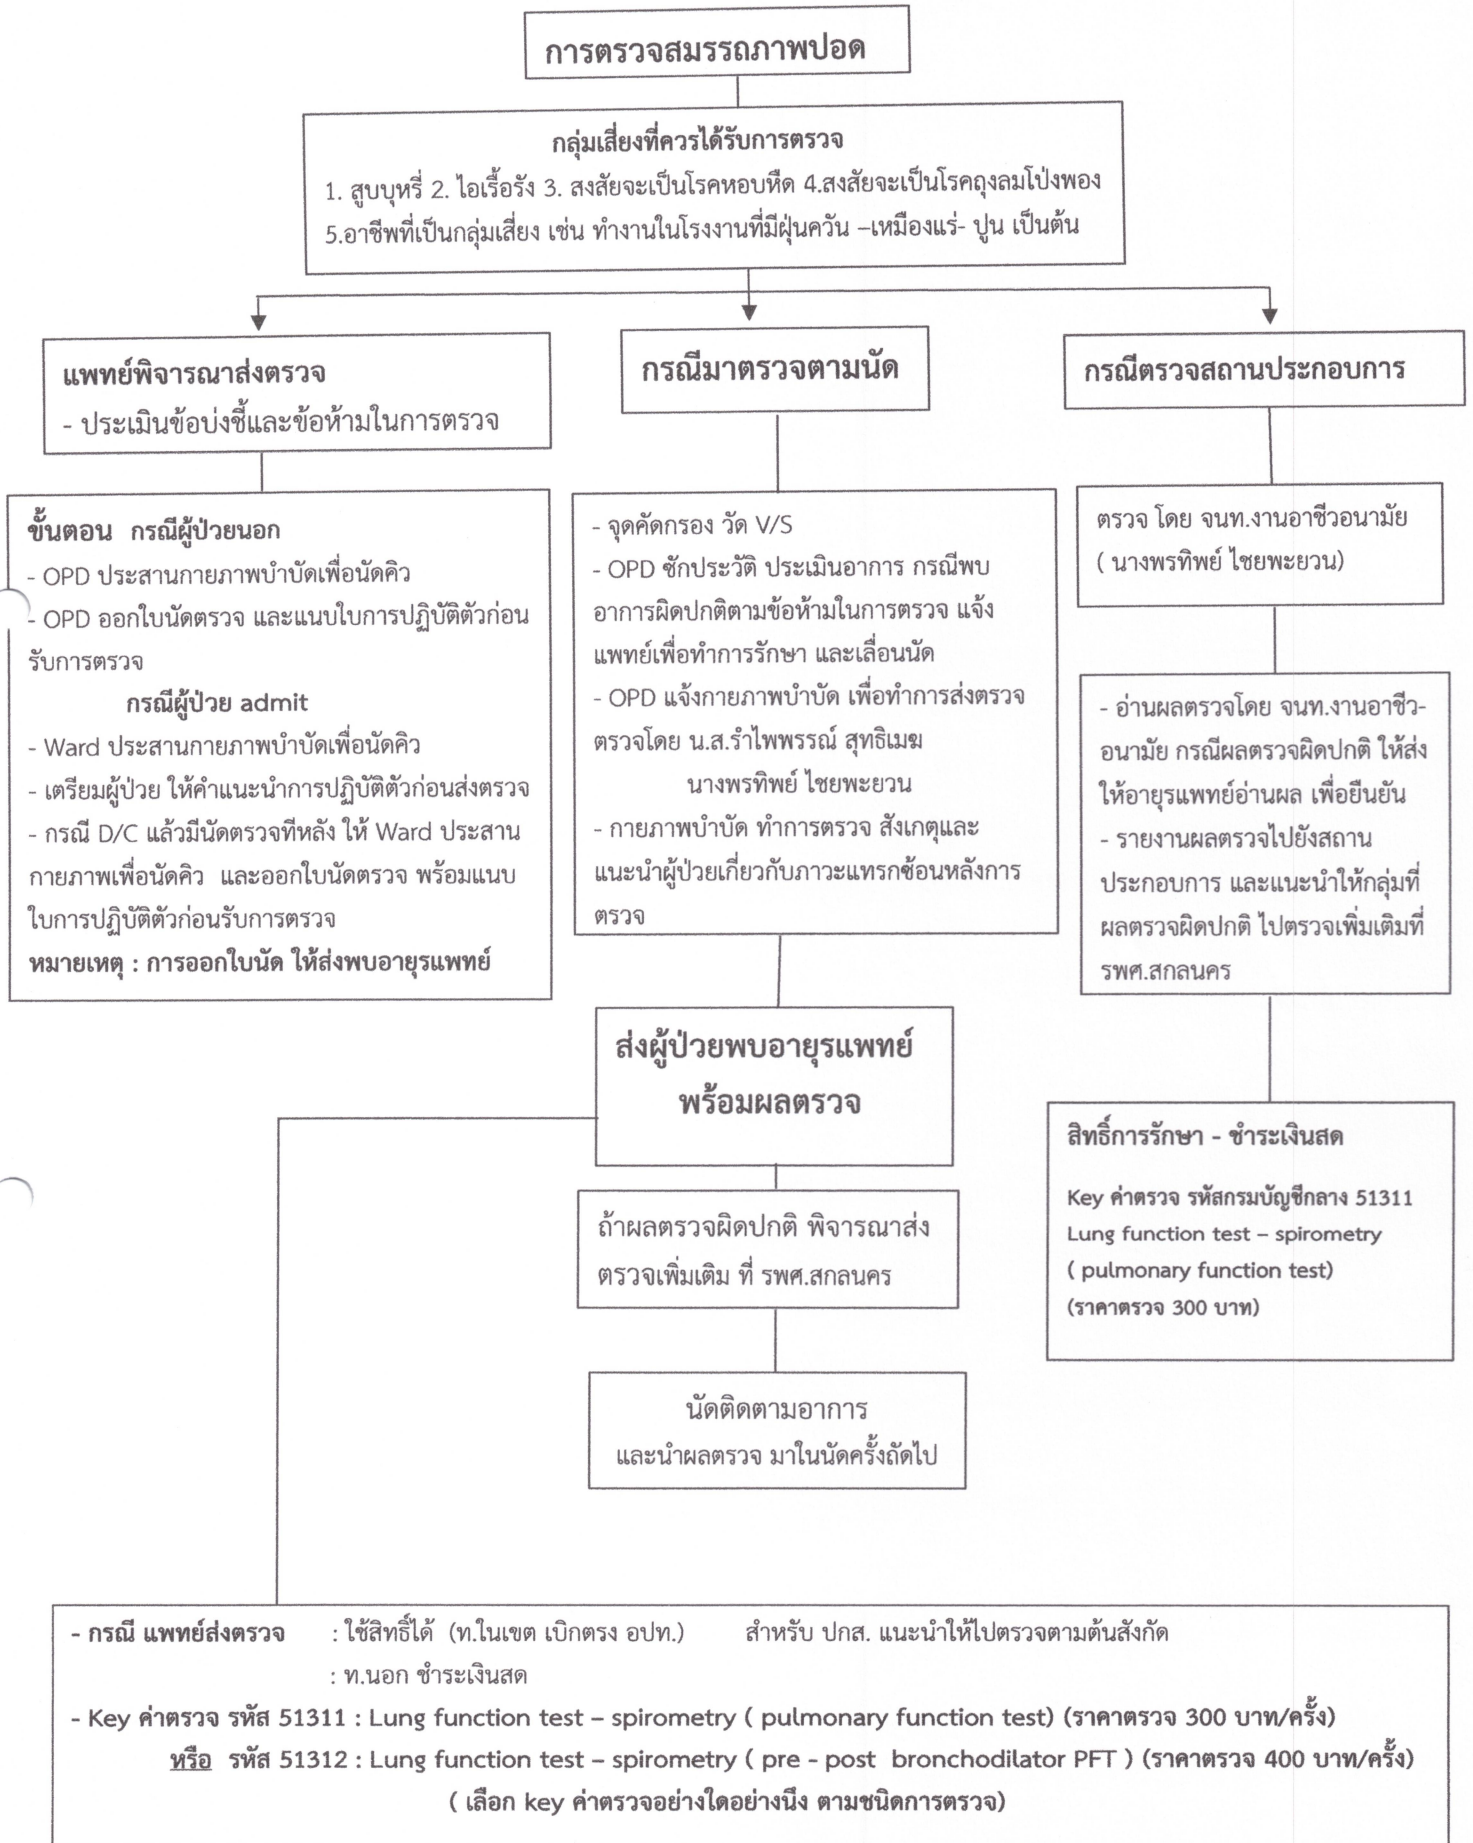 การตรวจสมรรถภาพปอด
กลุ่มเสี่ยงที่ควรได้รับการตรวจ
1. สูบบุหรี่ 2. ไอเรื้อรัง 3. สงสัยจะเป็นโรคหอบหืด 4.สงสัยจะเป็นโรคถุงลมโป่งพอง
5.อาชีพที่เป็นกลุ่มเสี่ยง เช่น ทำงานในโรงงานที่มีฝุ่นควัน –เหมืองแร่- ปูน เป็นต้น
แพทย์พิจารณาส่งตรวจ
- ประเมินข้อบ่งชี้และข้อห้ามในการตรวจ
ขั้นตอน กรณีผู้ป่วยนอก
- OPD ประสานกายภาพบำบัดเพื่อนัดคิว
- OPD ออกใบนัดตรวจ และแนบใบการปฏิบัติตัวก่อน
รับการตรวจ
กรณีผู้ป่วย admit
- Ward ประสานกายภาพบำบัดเพื่อนัดคิว
- เตรียมผู้ป่วย ให้คำแนะนำการปฏิบัติตัวก่อนส่งตรวจ
- กรณี D/C แล้วมีนัดตรวจทีหลัง ให้ Ward ประสาน
กายภาพเพื่อนัดคิว และออกใบนัดตรวจ พร้อมแนบ
ใบการปฏิบัติตัวก่อนรับการตรวจ
หมายเหตุ : การออกใบนัด ให้ส่งพบอายุรแพทย์
กรณีมาตรวจตามนัด
- จุดคัดกรอง วัด V/S
- OPD ซักประวัติ ประเมินอาการ กรณีพบ
อาการผิดปกติตามข้อห้ามในการตรวจ แจ้ง
แพทย์เพื่อทำการรักษา และเลื่อนนัด
- OPD แจ้งกายภาพบำบัด เพื่อทำการส่งตรวจ
ตรวจโดย น.ส.รำไพพรรณ์ สุทธิเมฆ
นางพรทิพย์ ไชยพะยวน
- กายภาพบำบัด ทำการตรวจ สังเกตุและ
แนะนำผู้ป่วยเกี่ยวกับภาวะแทรกซ้อนหลังการ
ตรวจ
ส่งผู้ป่วยพบอายุรแพทย์
พร้อมผลตรวจ
ถ้าผลตรวจผิดปกติ พิจารณาส่ง
ตรวจเพิ่มเติม ที่ รพศ.สกลนคร
นัดติดตามอาการ
และนำผลตรวจ มาในนัดครั้งถัดไป
กรณีตรวจสถานประกอบการ
ตรวจ โดย จนท.งานอาชีวอนามัย
( นางพรทิพย์ ไชยพะยวน)
- อ่านผลตรวจโดย จนท.งานอาชีว-
อนามัย กรณีผลตรวจผิดปกติ ให้ส่ง
ให้อายุรแพทย์อ่านผล เพื่อยืนยัน
- รายงานผลตรวจไปยังสถาน
ประกอบการ และแนะนำให้กลุ่มที่
ผลตรวจผิดปกติ ไปตรวจเพิ่มเติมที่
รพศ.สกลนคร
สิทธิ์การรักษา - ชำระเงินสด
Key ค่าตรวจ รหัสกรมบัญชีกลาง 51311
Lung function test – spirometry
( pulmonary function test)
(ราคาตรวจ 300 บาท)
- กรณี แพทย์ส่งตรวจ : ใช้สิทธิ์ได้ (ท.ในเขต เบิกตรง อปท.) สำหรับ ปกส. แนะนำให้ไปตรวจตามต้นสังกัด
: ท.นอก ชำระเงินสด
- Key ค่าตรวจ รหัส 51311 : Lung function test – spirometry ( pulmonary function test) (ราคาตรวจ 300 บาท/ครั้ง)
หรือ รหัส 51312 : Lung function test – spirometry ( pre - post bronchodilator PFT ) (ราคาตรวจ 400 บาท/ครั้ง)
( เลือก key ค่าตรวจอย่างใดอย่างนึง ตามชนิดการตรวจ)